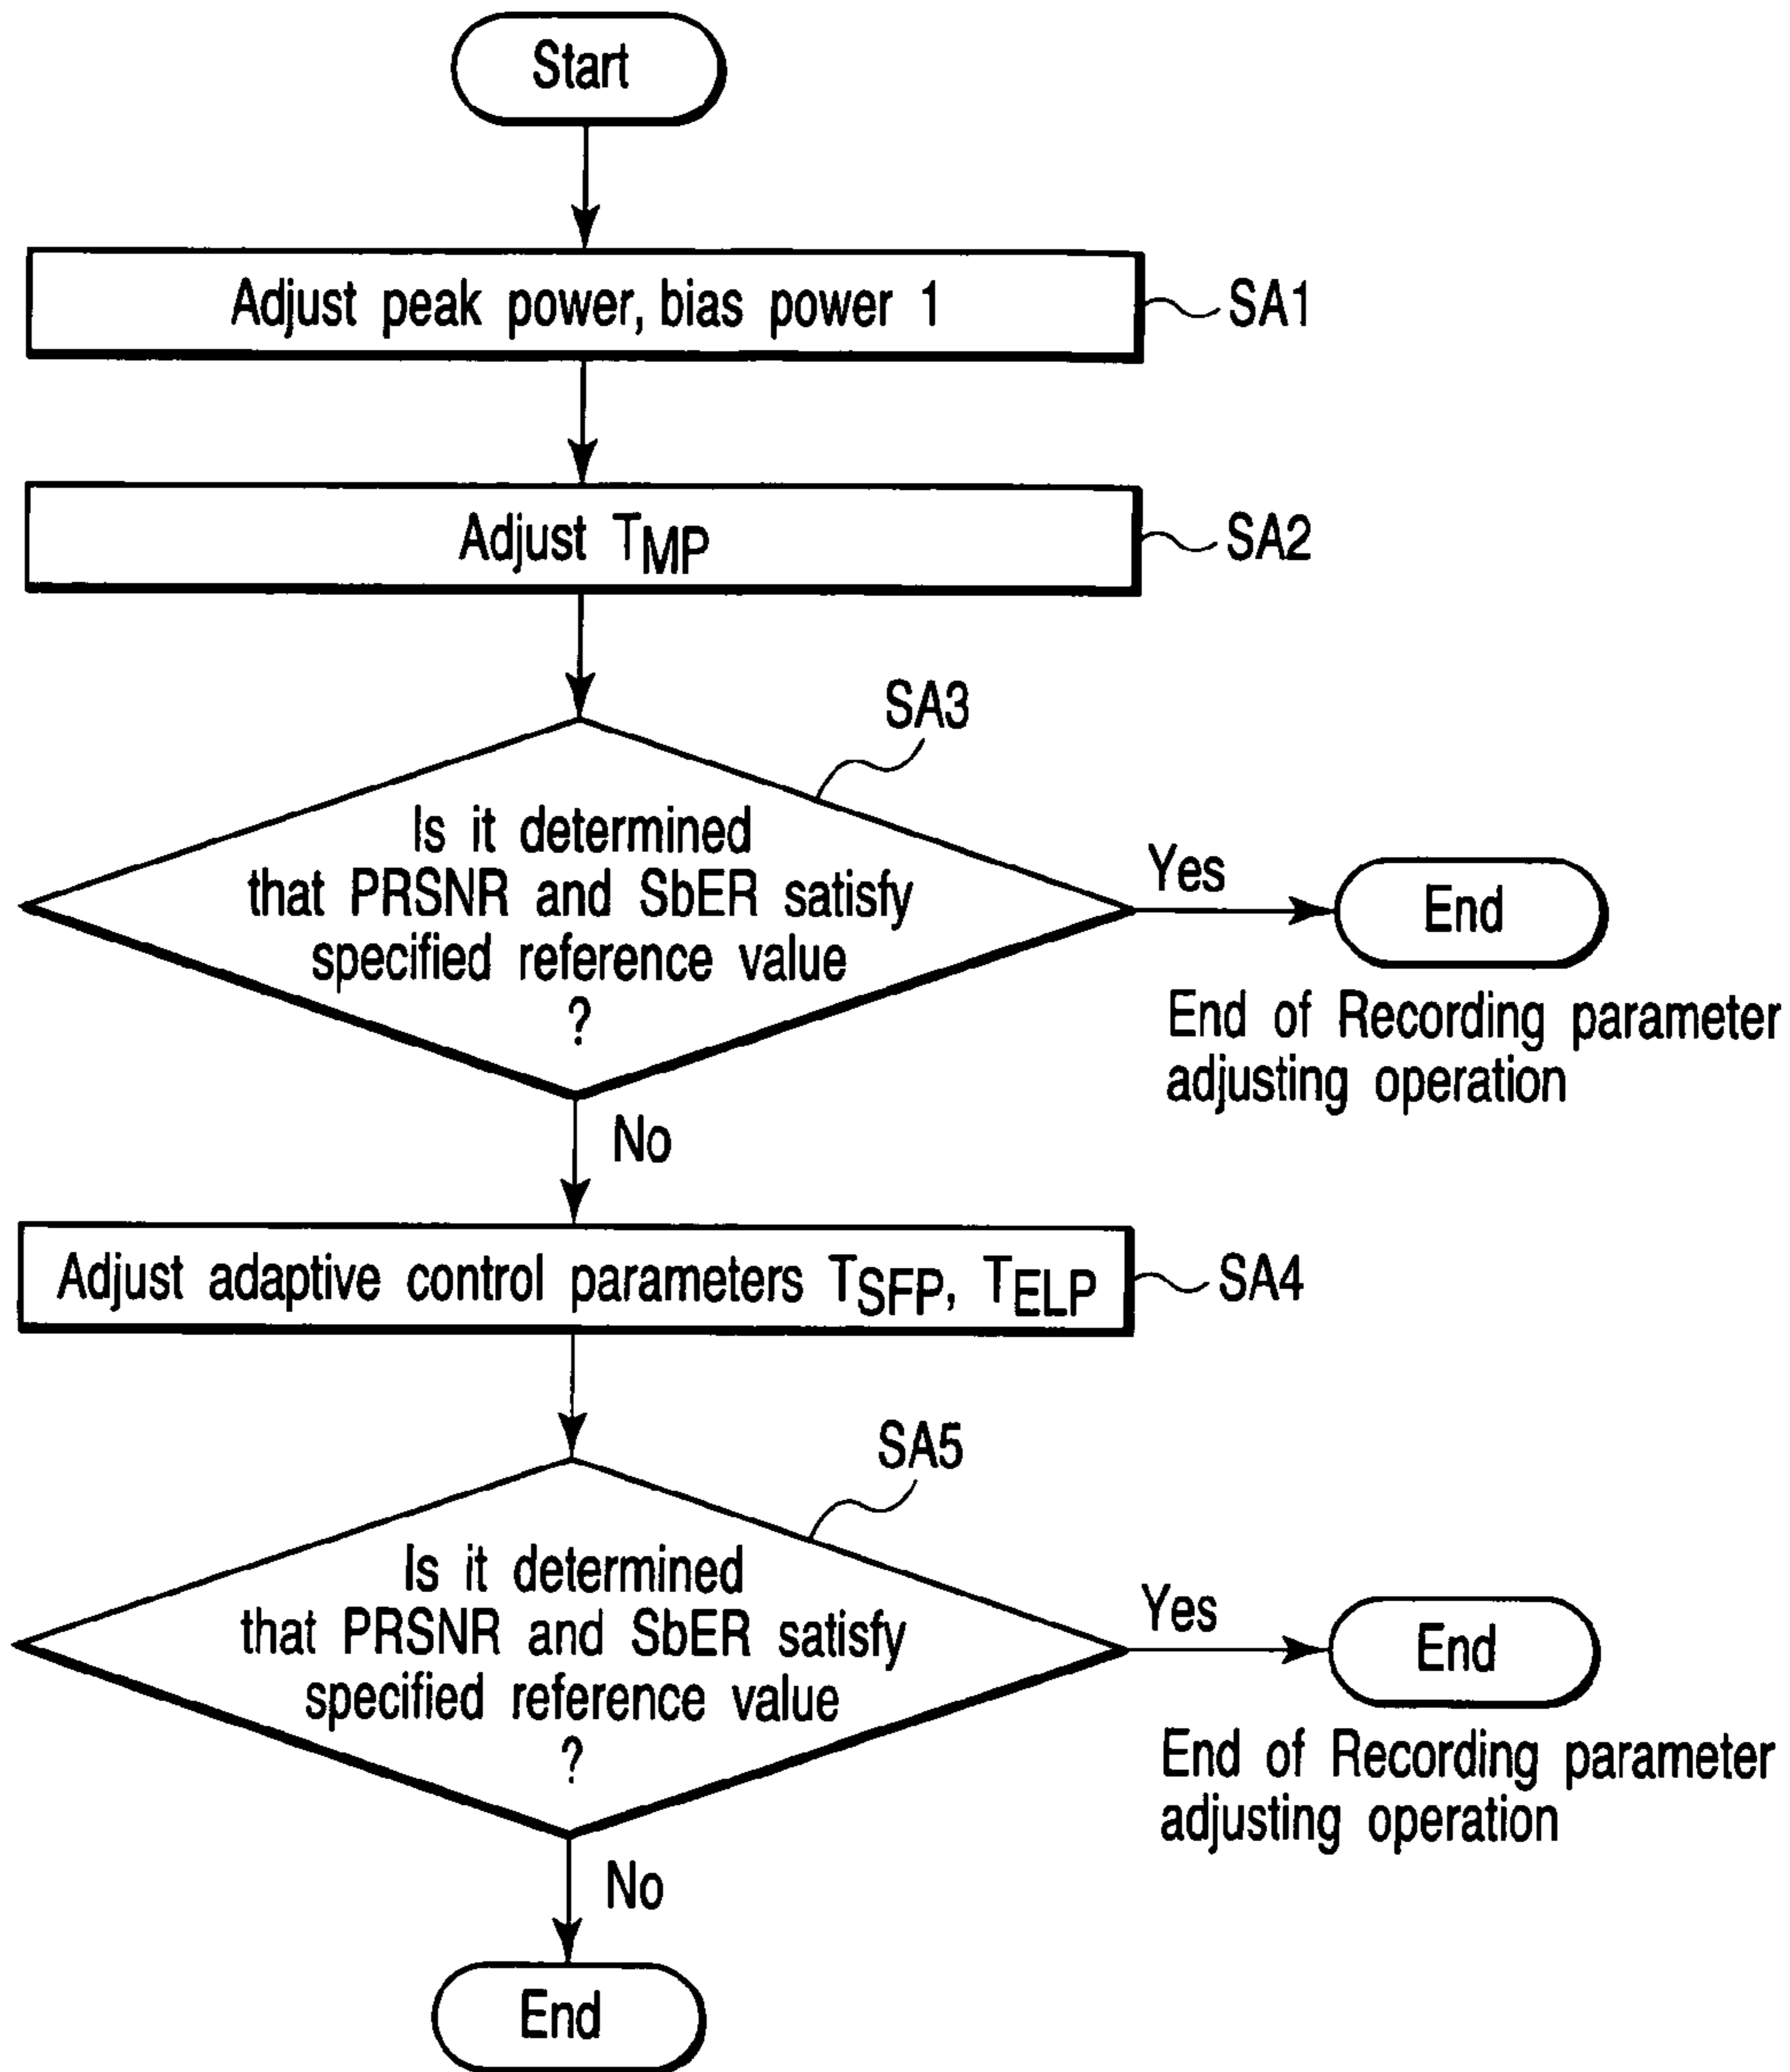 Start
Adjust peak power, bias power 1
SA1
Adjust TMP
SA2
SA3
Is it determined
that PRSNR and SbER satisfy
specified reference value
?
Yes
End
End of Recording parameter
adjusting operation
No
Adjust adaptive control parameters TSFP, TELP
SA4
SA5
Is it determined
that PRSNR and SbER satisfy
specified reference value
?
Yes
End
End of Recording parameter
adjusting operation
No
End